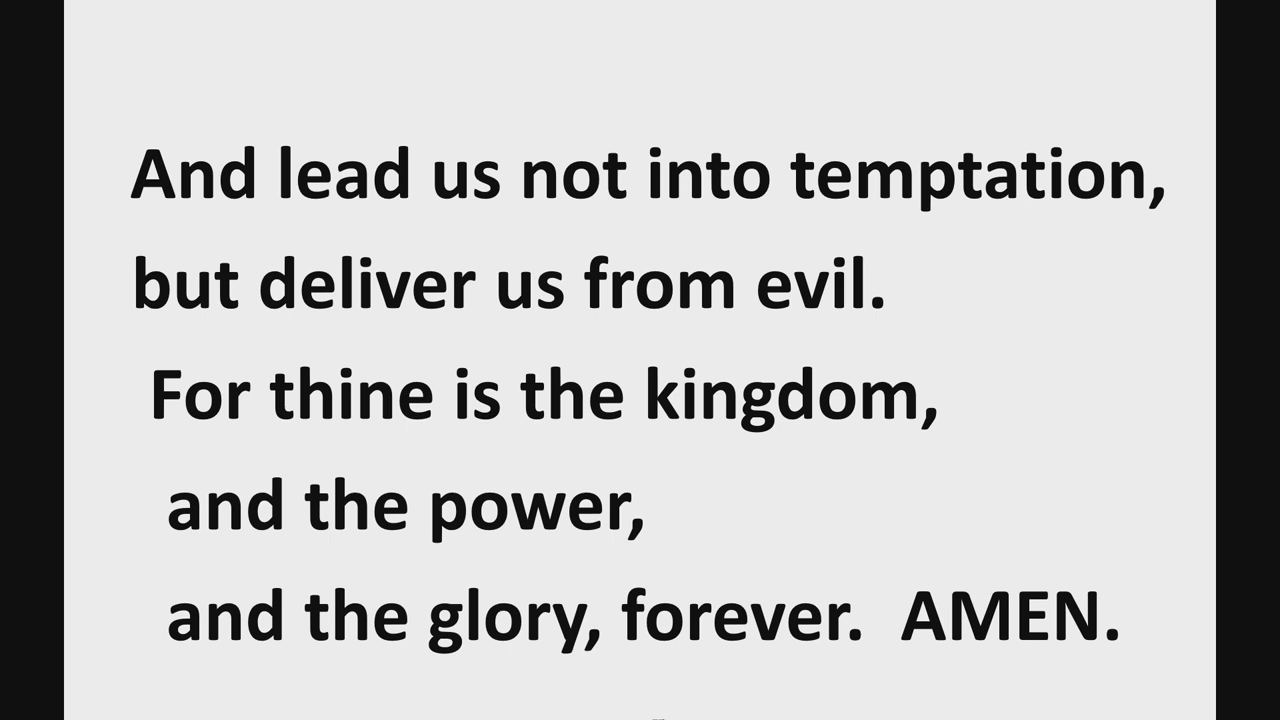 And lead us not into temptation,
but deliver us from evil.
For thine is the kingdom,
and the power,
and the glory, forever.  AMEN.